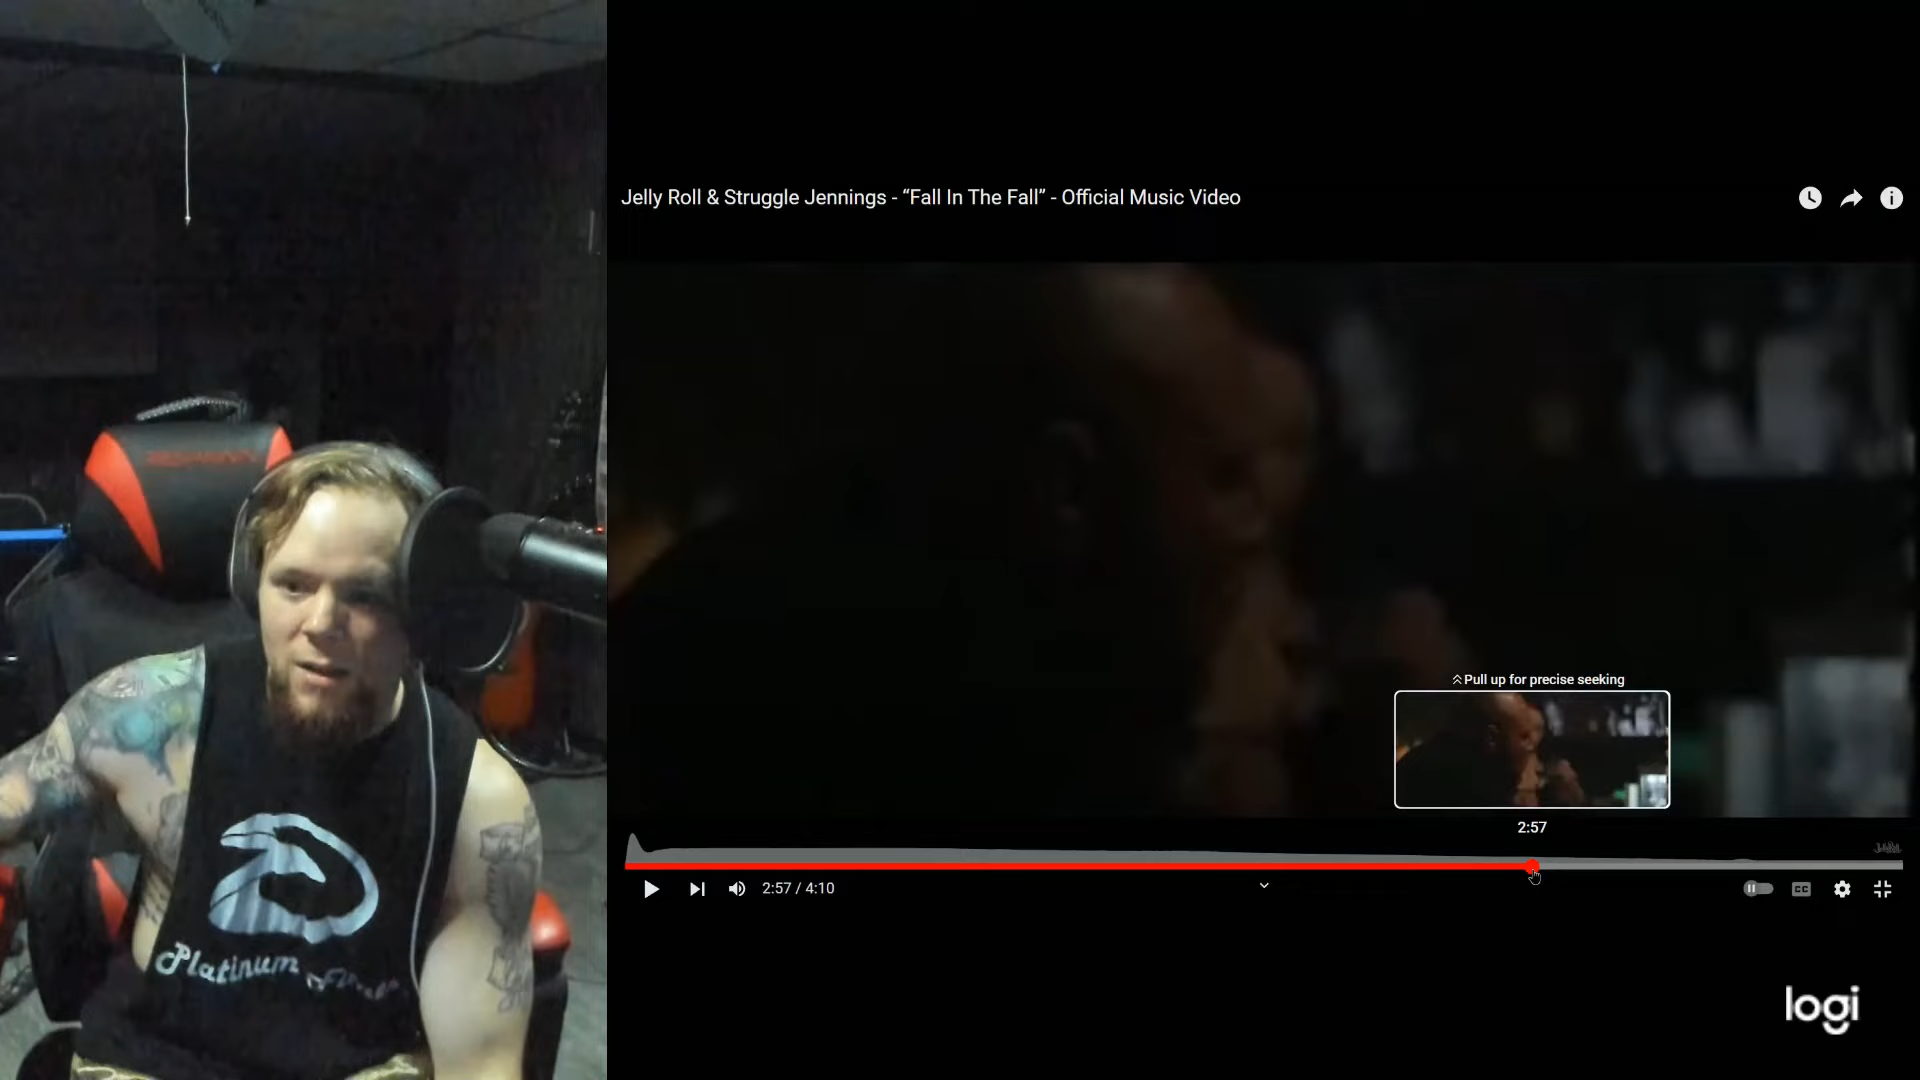 Jelly Roll & Struggle Jennings - “Fall In The Fall” - Official Music Video
Pull up for precise seeking
2:57
2:57 / 4:10
CC
Platinum
logi